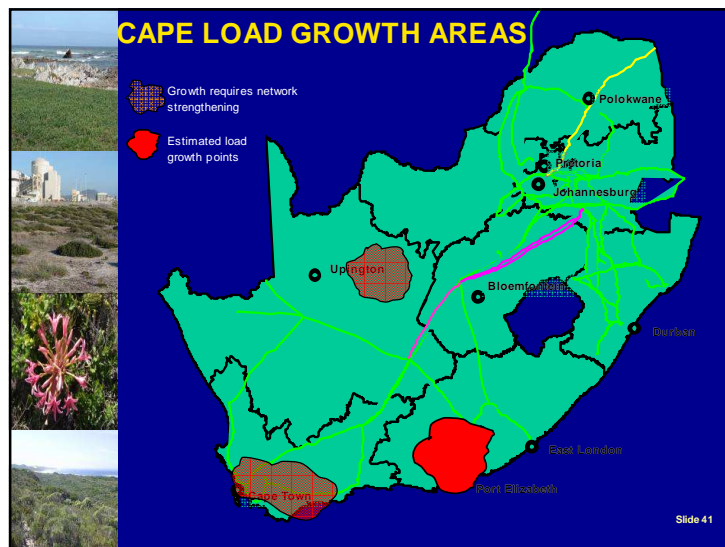 CAPE LOAD GROWTH AREAS
Growth requires network
strengthening
Estimated load
growth points
Polokwane
Pretoria
Johannesburg
Upington
Bloemfontein
Durban
East London
Port Elizabeth
Cape Town
Slide 41